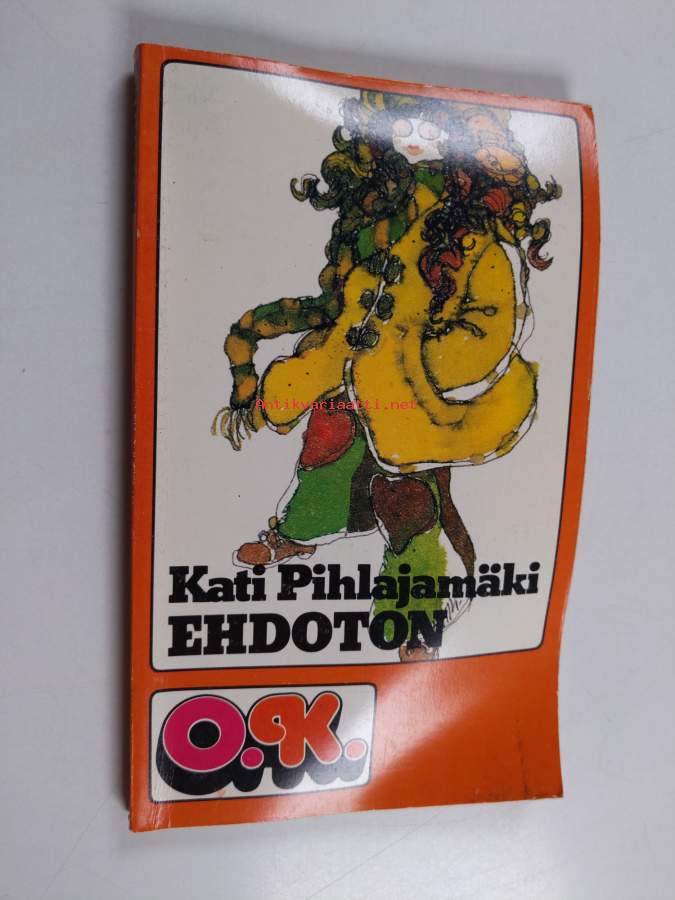 Antikvariaatti.net
Kati Pihlajamäki
EHDOTON
O.K.